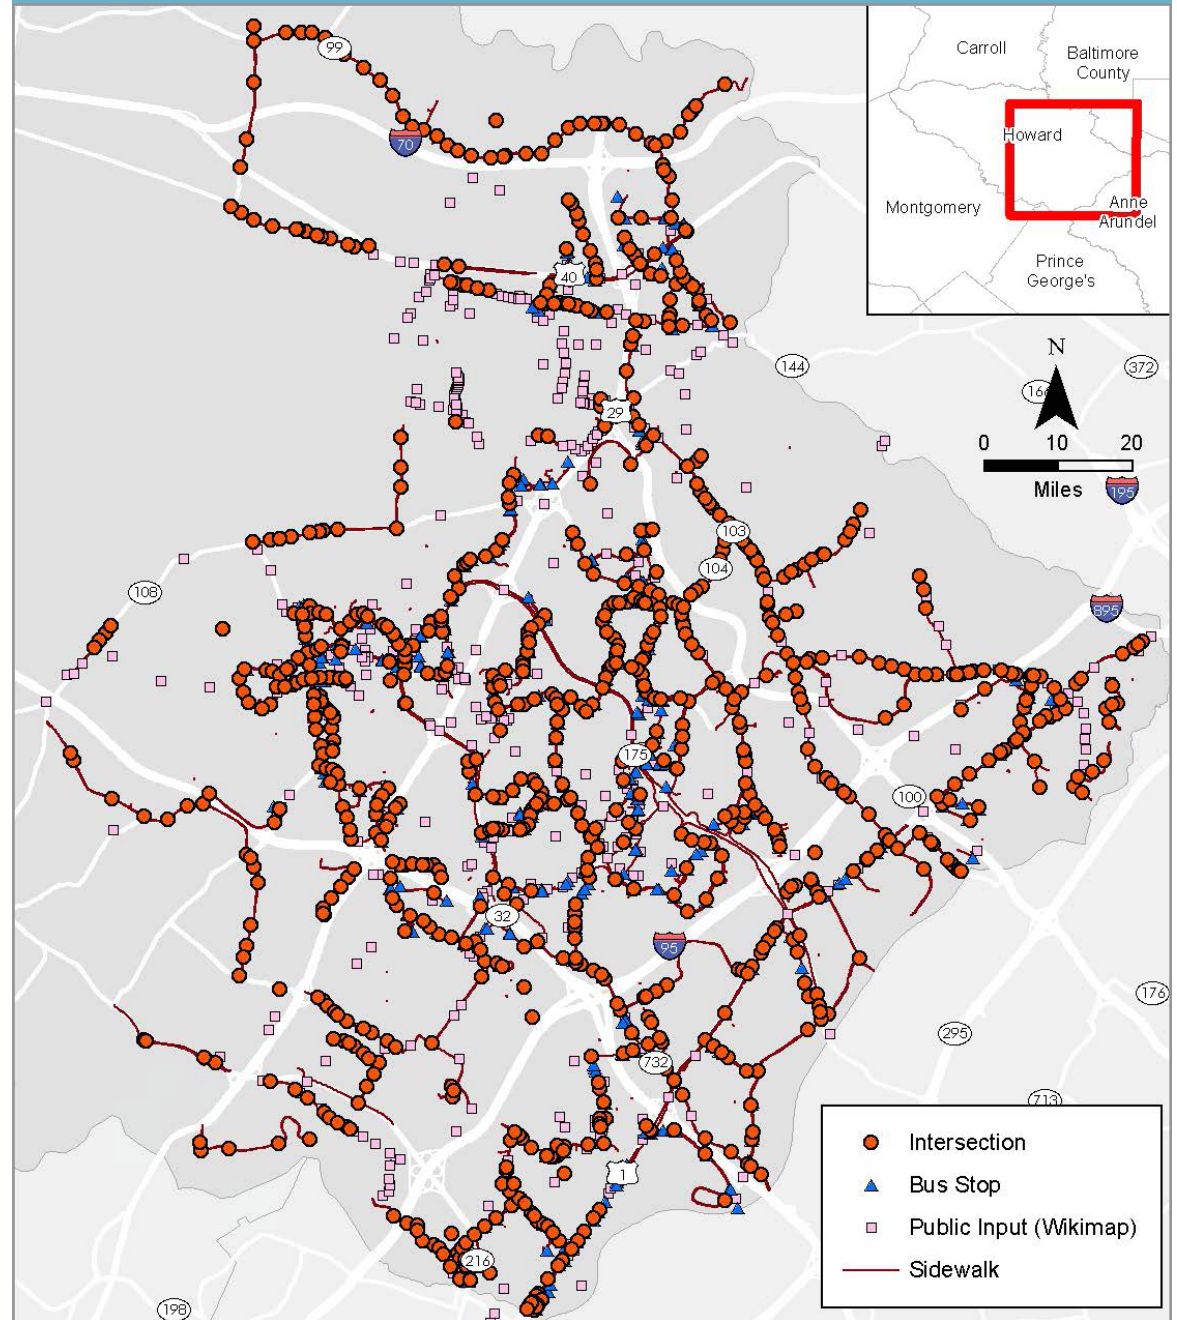 Carroll
Baltimore
County
Howard
Montgomery
Anne
Arundel
Prince
George's
99
70
40
144
N
372
166
29
0 10 20
Miles
195
103
104
108
895
175
100
32
95
176
295
732
713
1
216
198
Intersection
Bus Stop
Public Input (Wikimap)
Sidewalk